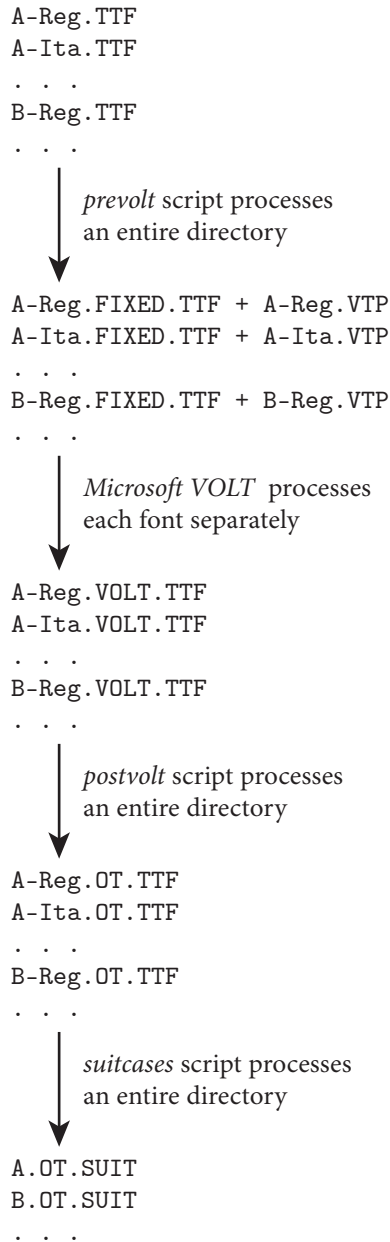 A-Reg.TTF
A-Ita.TTF
. . .
B-Reg.TTF
. . .
prevolt script processes
an entire directory
A-Reg.FIXED.TTF + A-Reg.VTP
A-Ita.FIXED.TTF + A-Ita.VTP
. . .
B-Reg.FIXED.TTF + B-Reg.VTP
. . .
Microsoft VOLT processes
each font separately
A-Reg.VOLT.TTF
A-Ita.VOLT.TTF
. . .
B-Reg.VOLT.TTF
. . .
postvolt script processes
an entire directory
A-Reg.OT.TTF
A-Ita.OT.TTF
. . .
B-Reg.OT.TTF
. . .
suitcases script processes
an entire directory
A.OT.SUIT
B.OT.SUIT
. . .